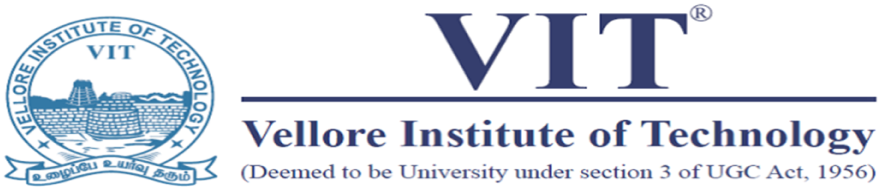 VELLORE INSTITUTE OF TECHNOLOGY
VIT
உழைப்பே உயர்வு தரும்
VIT®
Vellore Institute of Technology
(Deemed to be University under section 3 of UGC Act, 1956)